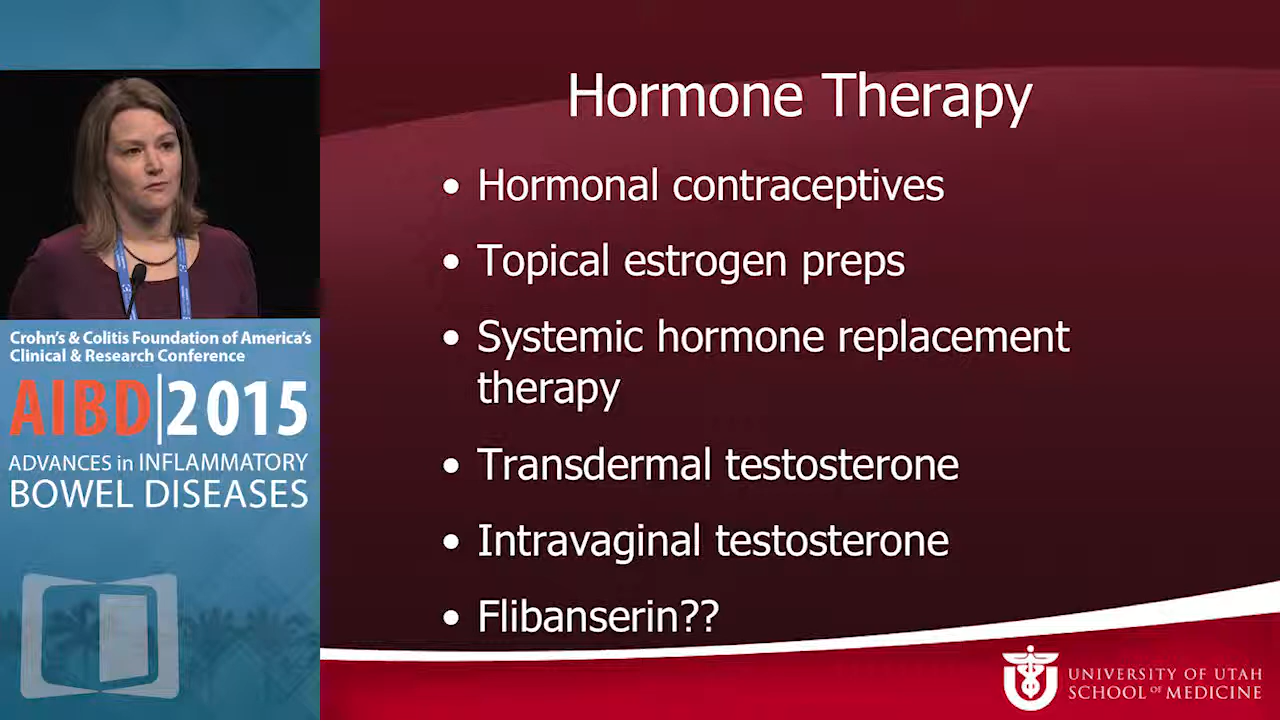 Hormone Therapy
• Hormonal contraceptives
• Topical estrogen preps
• Systemic hormone replacement
therapy
• Transdermal testosterone
• Intravaginal testosterone
• Flibanserin??
Crohn's & Colitis Foundation of America's
Clinical & Research Conference
AIBD|2015
ADVANCES in INFLAMMATORY
BOWEL DISEASES
UNIVERSITY OF UTAH
SCHOOL OF MEDICINE